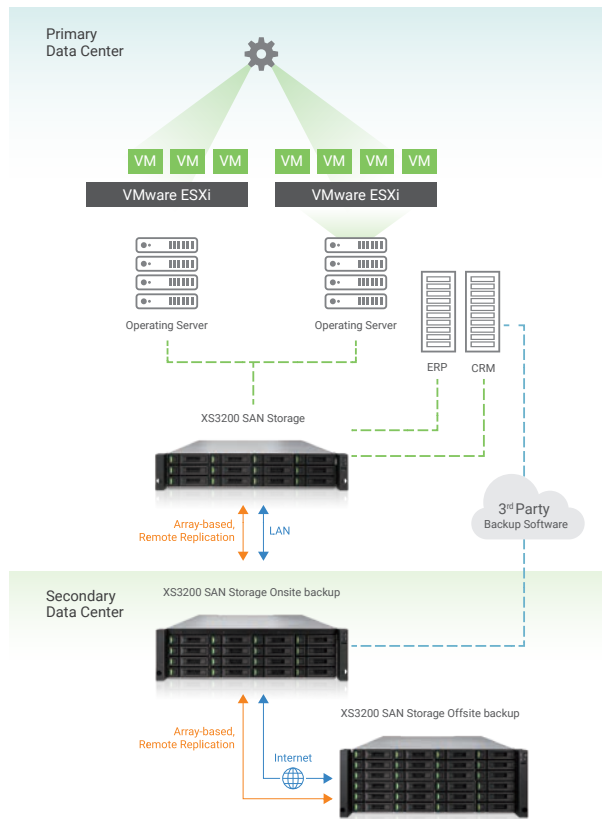 Primary
Data Center
VM VM VM VM VM VM VM
VMware ESXi VMware ESXi
Operating Server Operating Server
ERP CRM
XS3200 SAN Storage
3rd Party
Backup Software
Array-based,
Remote Replication
LAN
Secondary
Data Center
XS3200 SAN Storage Onsite backup
XS3200 SAN Storage Offsite backup
Array-based,
Remote Replication
Internet